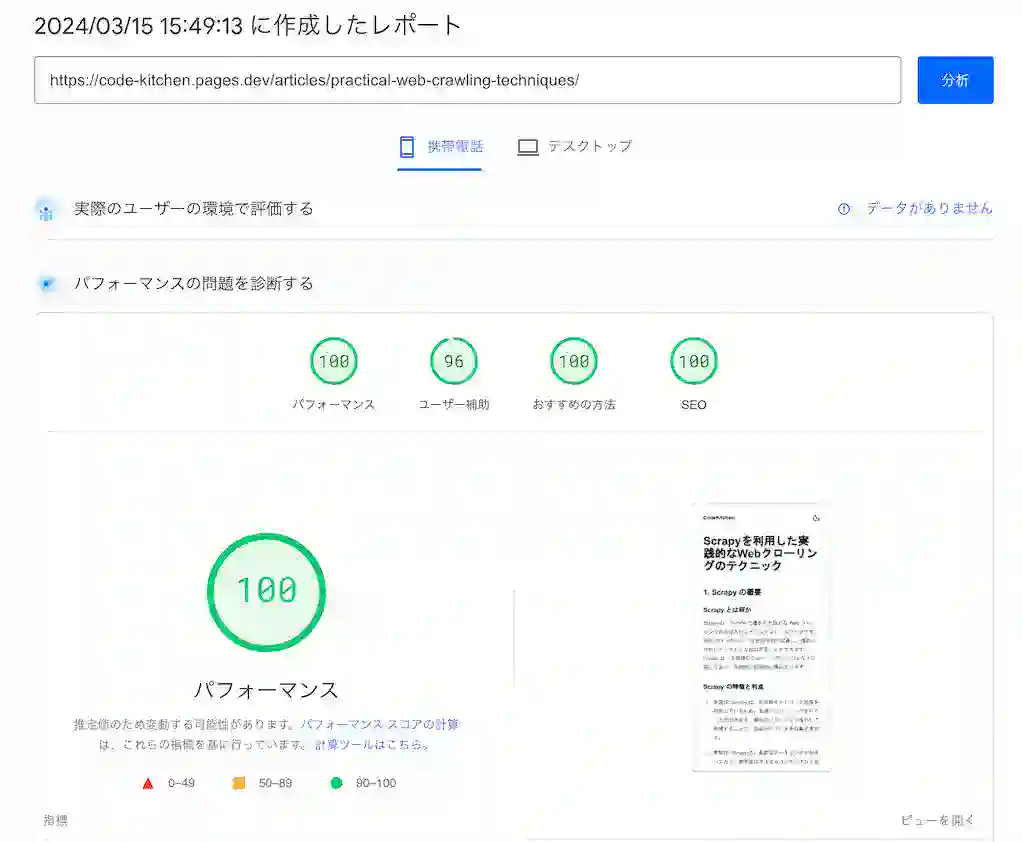 2024/03/15 15:49:13 に作成したレポート
https://code-kitchen.pages.dev/articles/practical-web-crawling-techniques/
分析
携帯電話
デスクトップ
実際のユーザーの環境で評価する
データがありません
パフォーマンスの問題を診断する
100
96
100
100
パフォーマンス
ユーザー補助
おすすめの方法
SEO
100
パフォーマンス
推定値のため変動する可能性があります。パフォーマンス スコアの計算
は、これらの指標を基に行っています。 計算ツールはこちら。
0–49
50–89
90–100
CodeKitchen
Scrapyを利用した実
践的なWebクローリン
グのテクニック
1. Scrapy の概要
Scrapy とは何か
Scrapy の特徴と利点
指標
ビューを開く